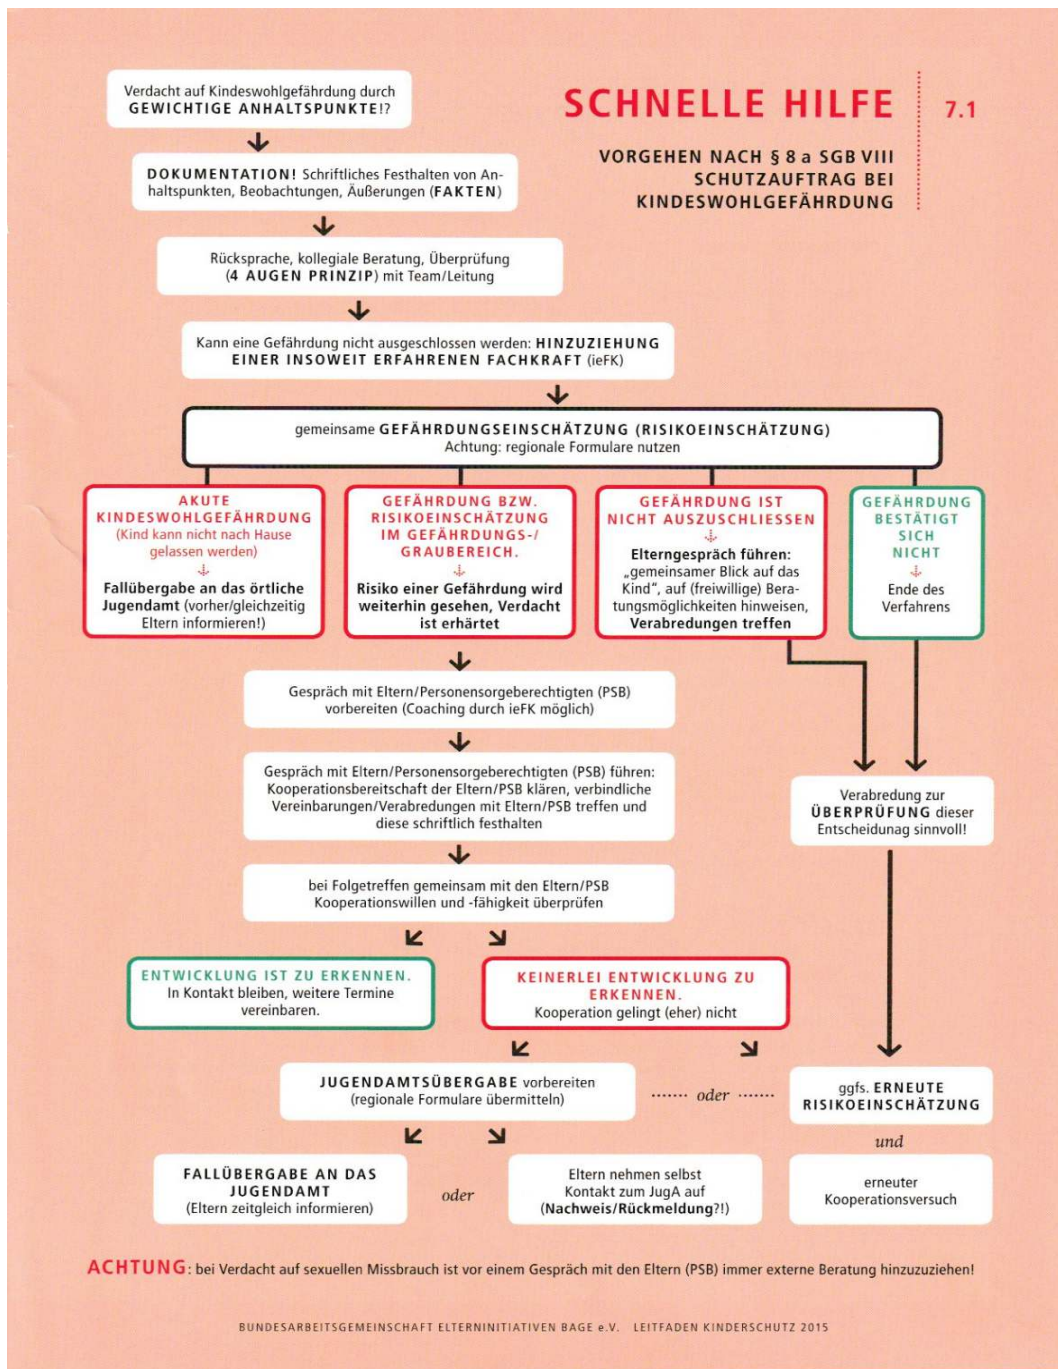 SCHNELLE HILFE
7.1
VORGEHEN NACH § 8 a SGB VIII
SCHUTZAUFTRAG BEI
KINDESWOHLGEFÄHRDUNG
Verdacht auf Kindeswohlgefährdung durch
GEWICHTIGE ANHALTSPUNKTE!?
DOKUMENTATION! Schriftliches Festhalten von An-
haltspunkten, Beobachtungen, Äußerungen (FAKTEN)
Rücksprache, kollegiale Beratung, Überprüfung
(4 AUGEN PRINZIP) mit Team/Leitung
Kann eine Gefährdung nicht ausgeschlossen werden: HINZUZIEHUNG
EINER INSOWEIT ERFAHRENEN FACHKRAFT (ieFK)
gemeinsame GEFÄHRDUNGSEINSCHÄTZUNG (RISIKOEINSCHÄTZUNG)
Achtung: regionale Formulare nutzen
AKUTE
KINDESWOHLGEFÄHRDUNG
(Kind kann nicht nach Hause
gelassen werden)
Fallübergabe an das örtliche
Jugendamt (vorher/gleichzeitig
Eltern informieren!)
GEFÄHRDUNG BZW.
RISIKOEINSCHÄTZUNG
IM GEFÄHRDUNGS-/
GRAUBEREICH.
Risiko einer Gefährdung wird
weiterhin gesehen, Verdacht
ist erhärtet
GEFÄHRDUNG IST
NICHT AUSZUSCHLIESSEN
Elterngespräch führen:
„gemeinsamer Blick auf das
Kind“, auf (freiwillige) Bera-
tungsmöglichkeiten hinweisen,
Verabredungen treffen
GEFÄHRDUNG
BESTÄTIGT
SICH
NICHT
Ende des
Verfahrens
Gespräch mit Eltern/Personensorgeberechtigten (PSB)
vorbereiten (Coaching durch ieFK möglich)
Gespräch mit Eltern/Personensorgeberechtigten (PSB) führen:
Kooperationsbereitschaft der Eltern/PSB klären, verbindliche
Vereinbarungen/Verabredungen mit Eltern/PSB treffen und
diese schriftlich festhalten
Verabredung zur
ÜBERPRÜFUNG dieser
Entscheidunag sinnvoll!
bei Folgetreffen gemeinsam mit den Eltern/PSB
Kooperationswillen und -fähigkeit überprüfen
ENTWICKLUNG IST ZU ERKENNEN.
In Kontakt bleiben, weitere Termine
vereinbaren.
KEINERLEI ENTWICKLUNG ZU
ERKENNEN.
Kooperation gelingt (eher) nicht
JUGENDAMTSÜBERGABE vorbereiten
(regionale Formulare übermitteln)
....... oder .......
ggfs. ERNEUTE
RISIKOEINSCHÄTZUNG
und
erneuter
Kooperationsversuch
FALLÜBERGABE AN DAS
JUGENDAMT
(Eltern zeitgleich informieren)
oder
Eltern nehmen selbst
Kontakt zum JugA auf
(Nachweis/Rückmeldung?!)
ACHTUNG: bei Verdacht auf sexuellen Missbrauch ist vor einem Gespräch mit den Eltern (PSB) immer externe Beratung hinzuzuziehen!
BUNDESARBEITSGEMEINSCHAFT ELTERNINITIATIVEN BAGE e.V. LEITFADEN KINDERSCHUTZ 2015